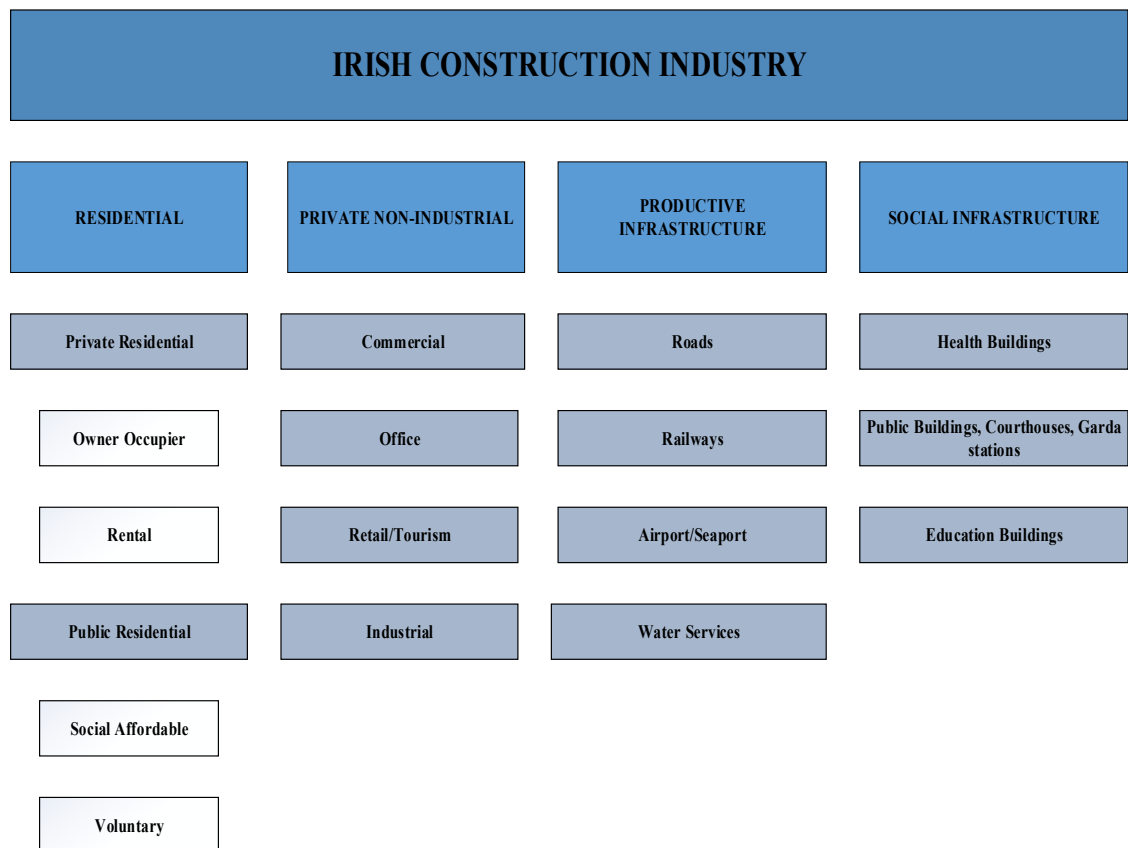 IRISH CONSTRUCTION INDUSTRY
RESIDENTIAL
PRIVATE NON-INDUSTRIAL
PRODUCTIVE
INFRASTRUCTURE
SOCIAL INFRASTRUCTURE
Private Residential
Commercial
Roads
Health Buildings
Owner Occupier
Office
Railways
Public Buildings, Courthouses, Garda
stations
Rental
Retail/Tourism
Airport/Seaport
Education Buildings
Public Residential
Industrial
Water Services
Social Affordable
Voluntary